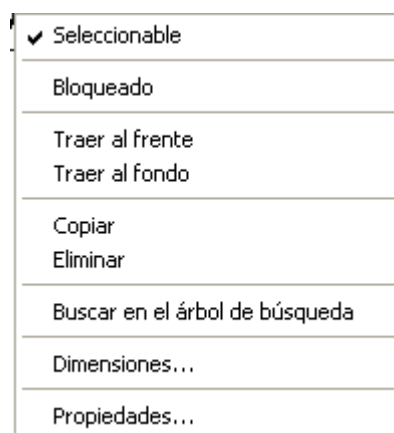 Seleccionable
Bloqueado
Traer al frente
Traer al fondo
Copiar
Eliminar
Buscar en el árbol de búsqueda
Dimensiones...
Propiedades...